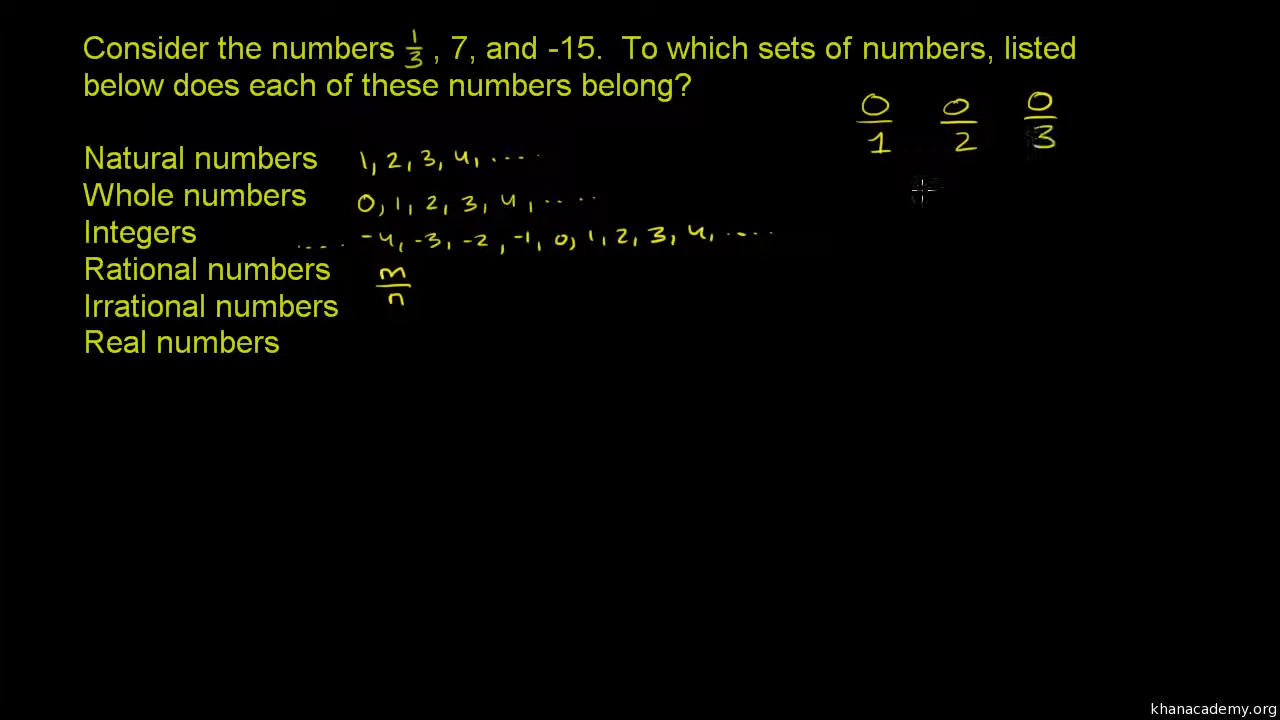 Consider the numbers 1/3, 7, and -15. To which sets of numbers, listed
below does each of these numbers belong?
0/1 0/2 0/3
Natural numbers 1, 2, 3, 4, ....
Whole numbers 0, 1, 2, 3, 4, ....
Integers .... -4, -3, -2, -1, 0, 1, 2, 3, 4, ....
Rational numbers m/n
Irrational numbers
Real numbers
khanacademy.org